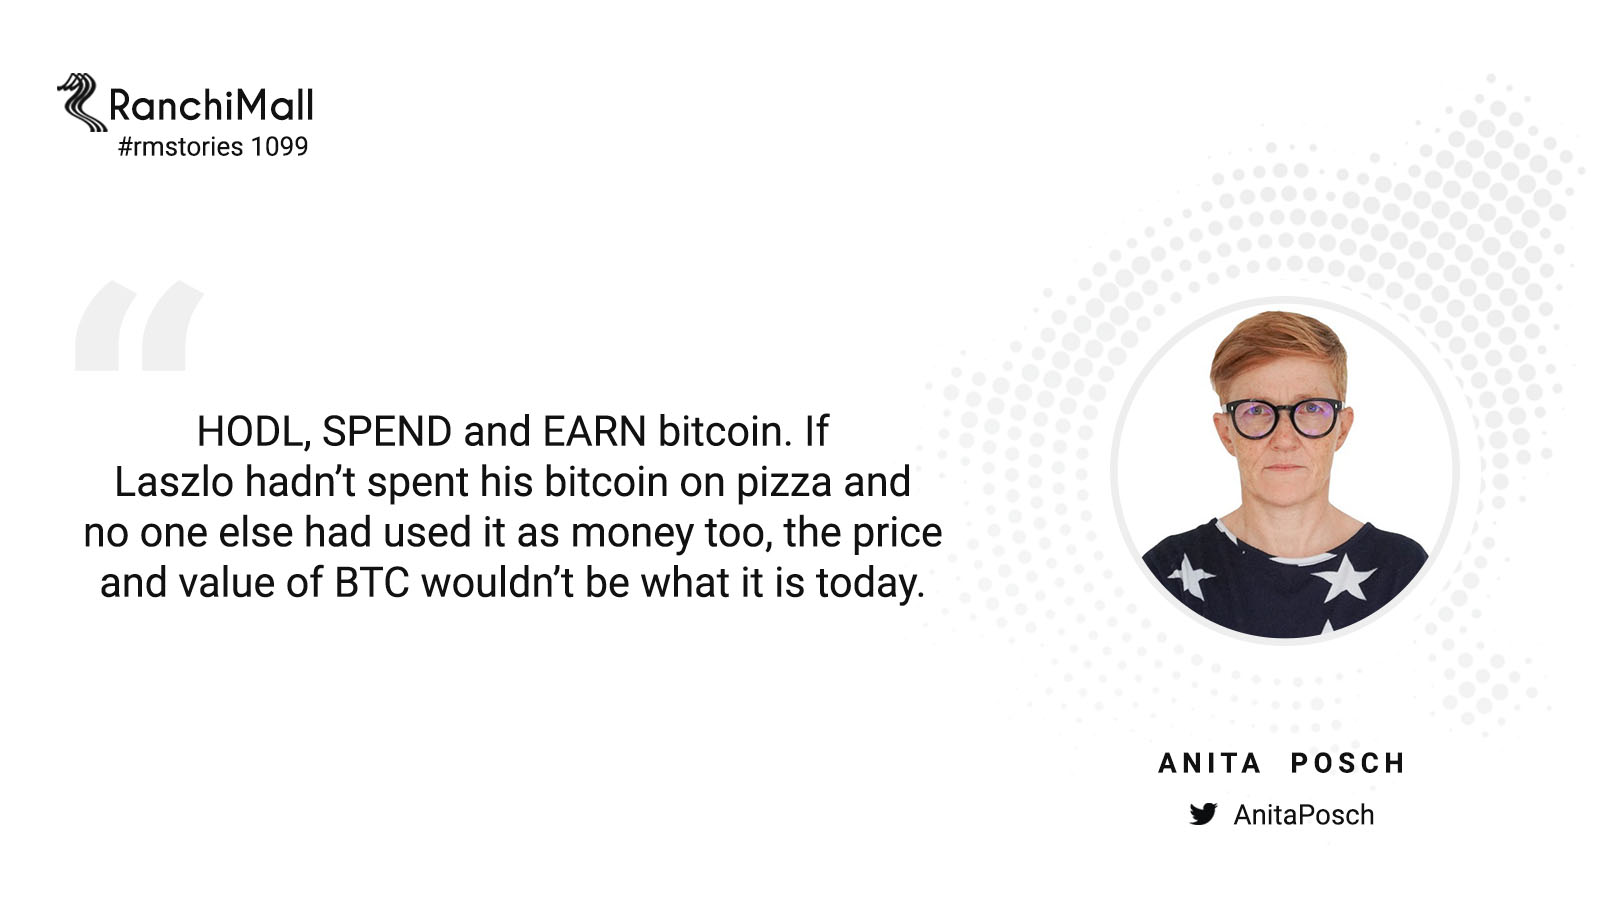 RanchiMall
#rmstories 1099
“
HODL, SPEND and EARN bitcoin. If
Laszlo hadn’t spent his bitcoin on pizza and
no one else had used it as money too, the price
and value of BTC wouldn’t be what it is today.
ANITA POSCH
AnitaPosch